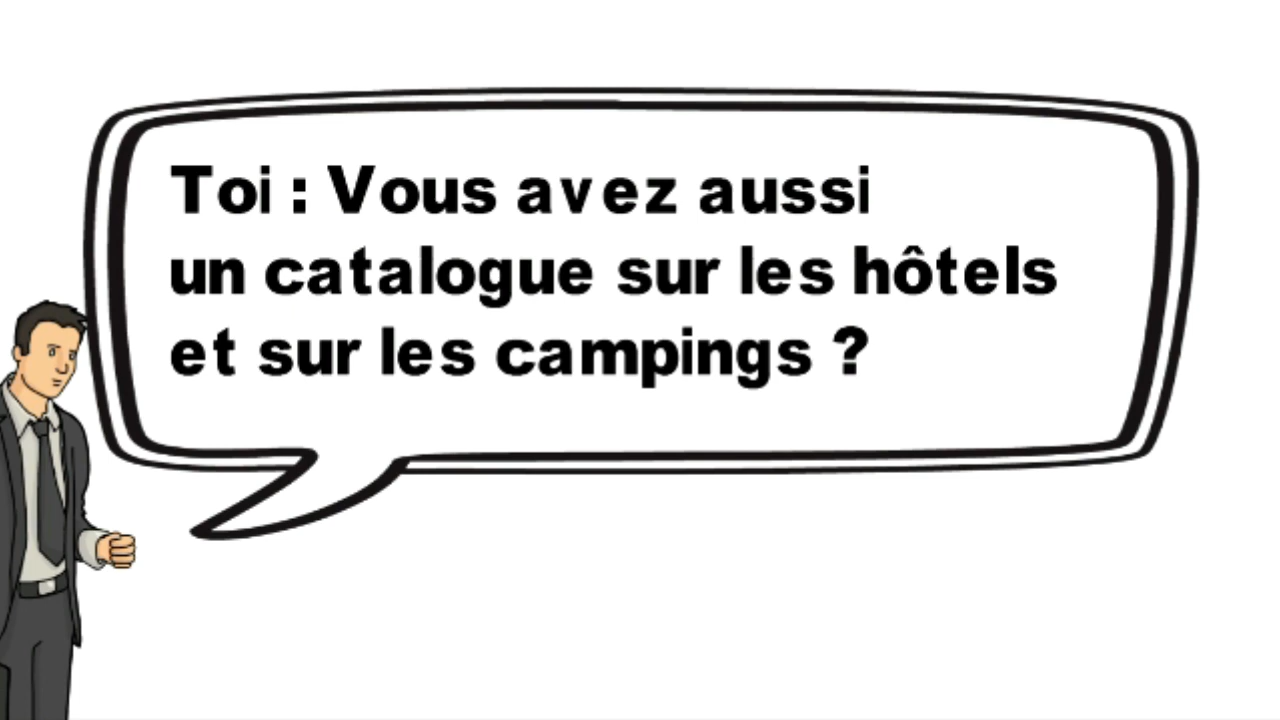 Toi : Vous avez aussi
un catalogue sur les hôtels
et sur les campings ?